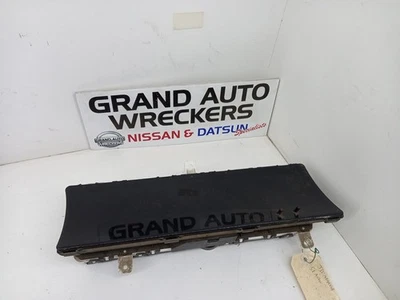 GRAND AUTO
WRECKERS
NISSAN & DATSUN Specialists
GRAND AUTO